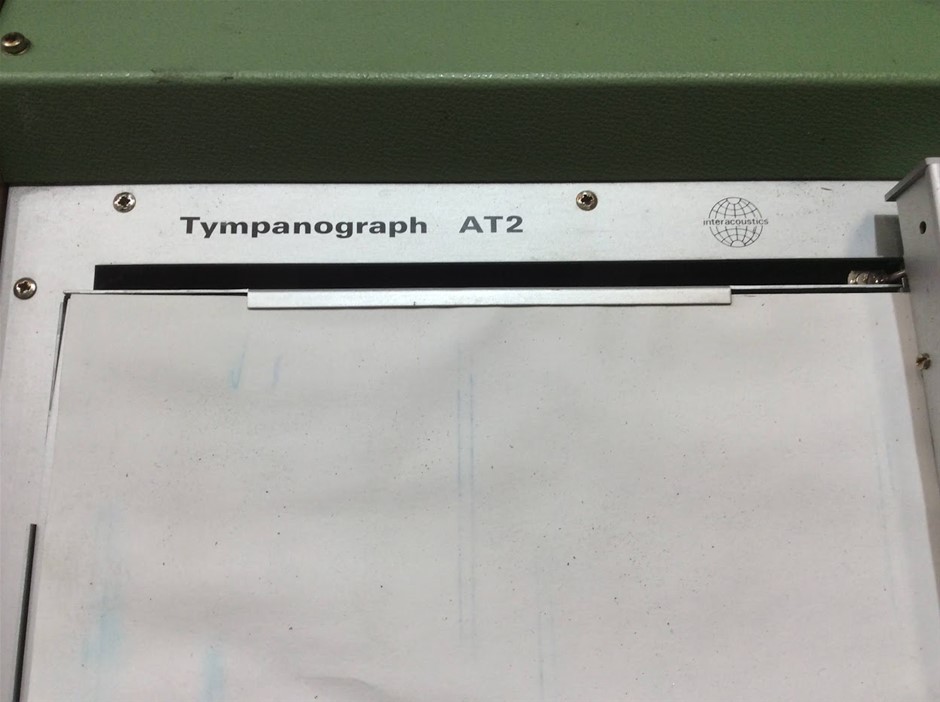 Tympanograph AT2
interacoustics